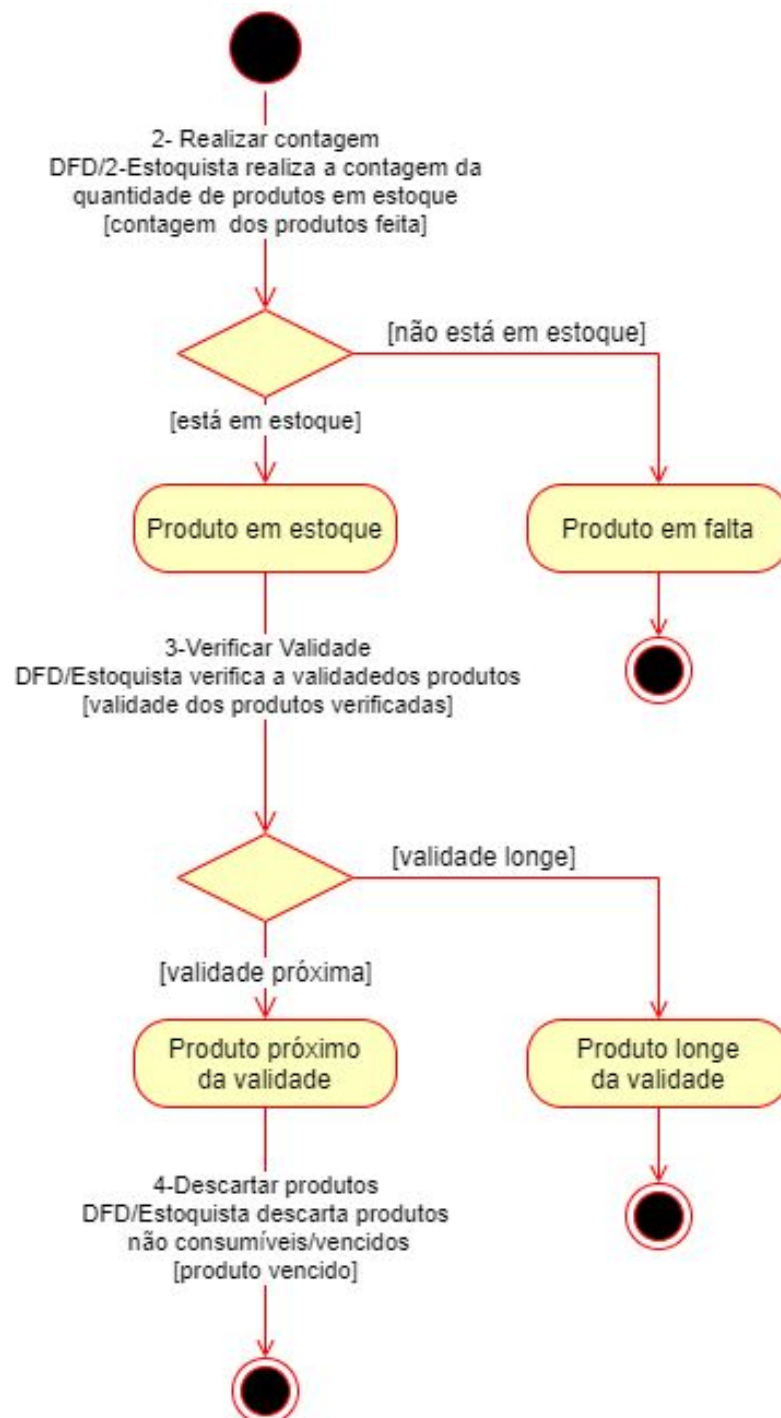 2- Realizar contagem
DFD/2-Estoquista realiza a contagem da
quantidade de produtos em estoque
[contagem  dos produtos feita]
[não está em estoque]
[está em estoque]
Produto em estoque
Produto em falta
3-Verificar Validade
DFD/Estoquista verifica a validadedos produtos
[validade dos produtos verificadas]
[validade longe]
[validade próxima]
Produto próximo
da validade
Produto longe
da validade
4-Descartar produtos
DFD/Estoquista descarta produtos
não consumíveis/vencidos
[produto vencido]